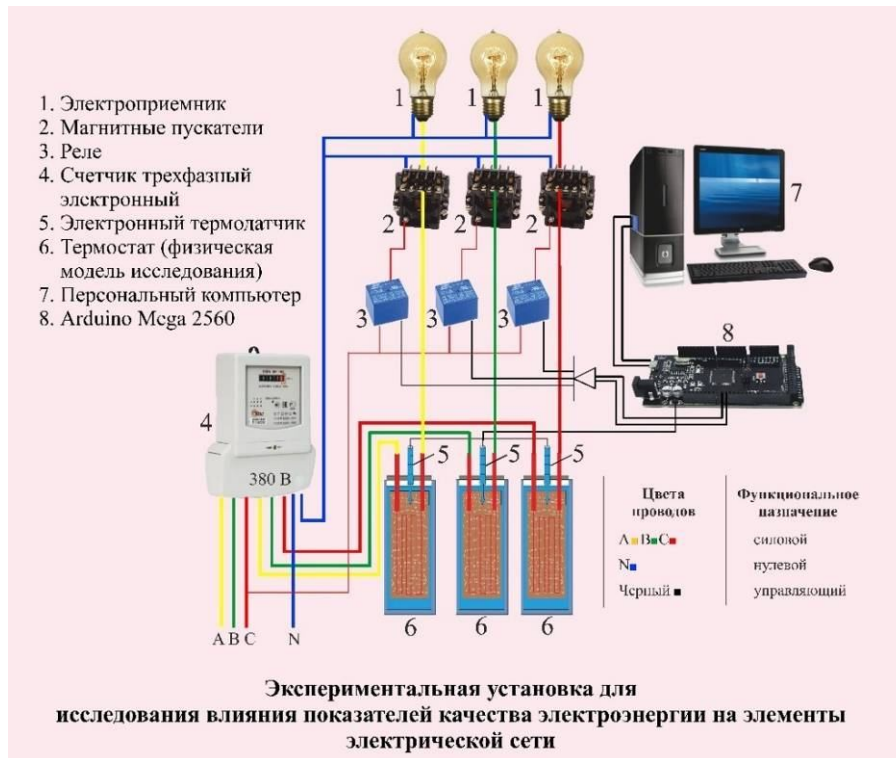 1. Электроприемник
2. Магнитные пускатели
3. Реле
4. Счетчик трехфазный
электронный
5. Электронный термодатчик
6. Термостат (физическая
модель исследования)
7. Персональный компьютер
8. Arduino Mega 2560
1 1 1
2 2 2
7
3 3 3
8
4
380 В
5 5 5
6 6 6
A B C N
Цвета
проводов
Функциональное
назначение
A B C силовой
N нулевой
Черный управляющий
Экспериментальная установка для
исследования влияния показателей качества электроэнергии на элементы
электрической сети